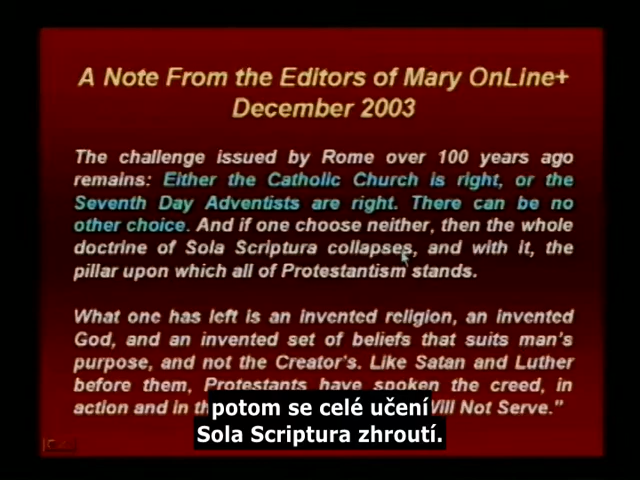 A Note From the Editors of Mary OnLine+
December 2003
The challenge issued by Rome over 100 years ago
remains: Either the Catholic Church is right, or the
Seventh Day Adventists are right. There can be no
other choice. And if one choose neither, then the whole
doctrine of Sola Scriptura collapses, and with it, the
pillar upon which all of Protestantism stands.
What one has left is an invented religion, an invented
God, and an invented set of beliefs that suits man's
purpose, and not the Creator's. Like Satan and Luther
before them, Protestants have spoken the creed, in
action and in Will Not Serve."
potom se celé učení
Sola Scriptura zhroutí.